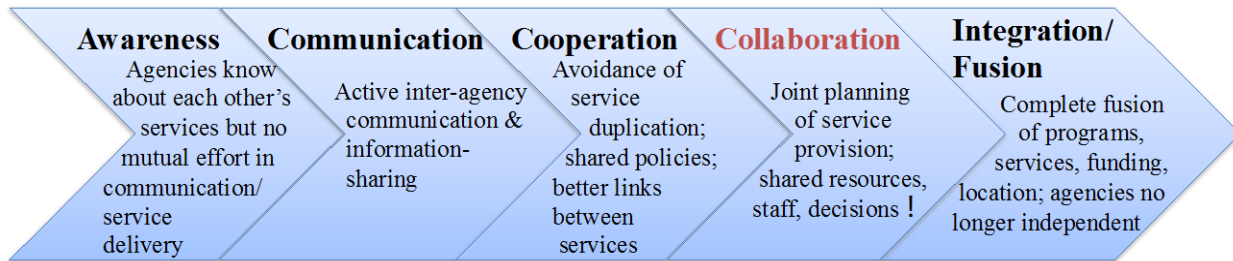 Awareness
Agencies know
about each other's
services but no
mutual effort in
communication/
service
delivery
Communication
Active inter-agency
communication &
information-
sharing
Cooperation
Avoidance of
service
duplication;
shared policies;
better links
between
services
Collaboration
Joint planning
of service
provision;
shared resources,
staff, decisions !
Integration/
Fusion
Complete fusion
of programs,
services, funding,
location; agencies no
longer independent